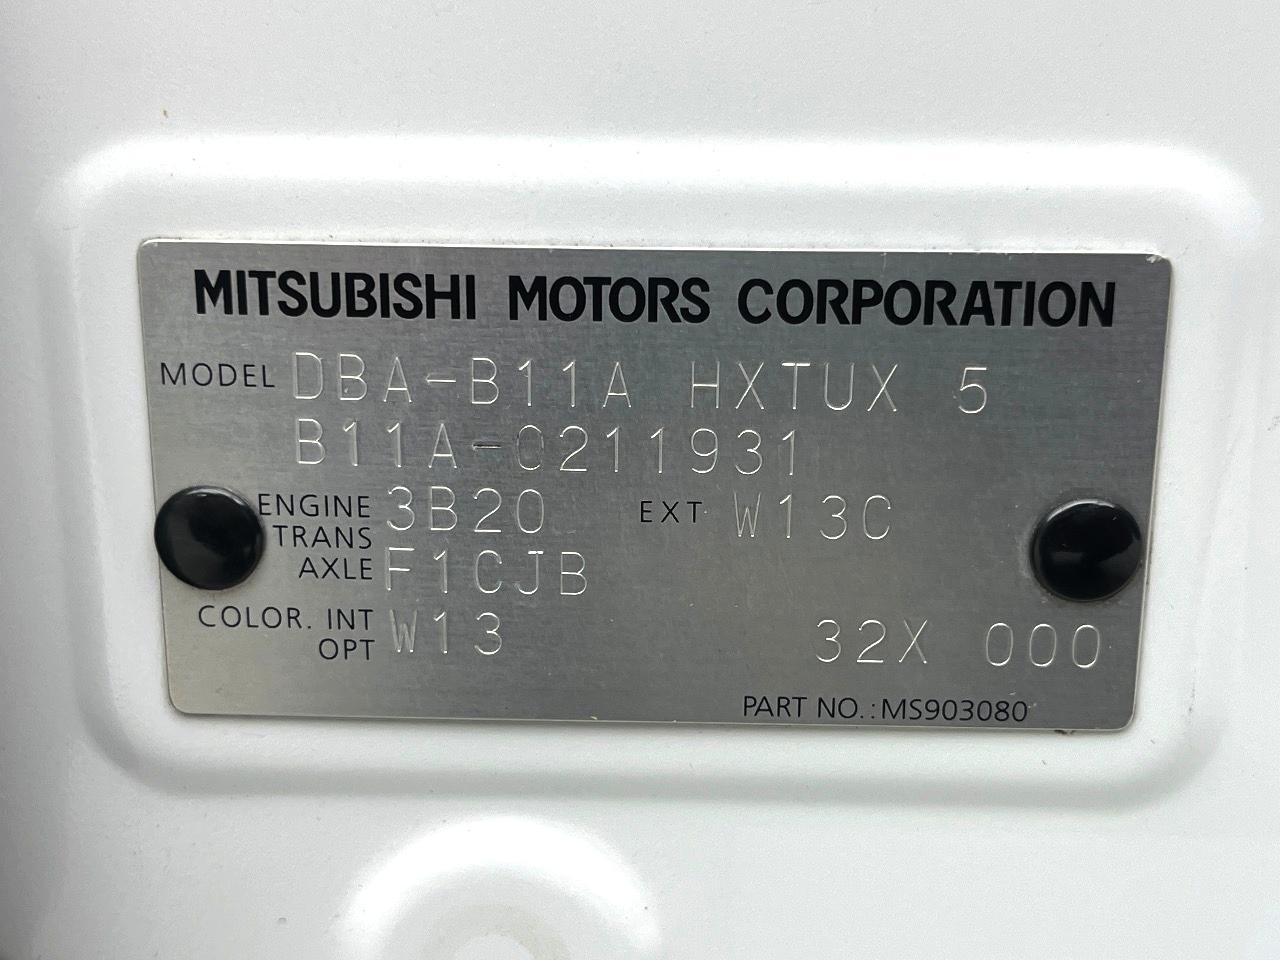 MITSUBISHI MOTORS CORPORATION
MODEL DBA-B11A HXTUX 5
B11A-0211931
ENGINE 3B20 EXT W13C
TRANS
AXLE F1CJB
COLOR. INT W13 32X 000
OPT
PART NO.:MS903080